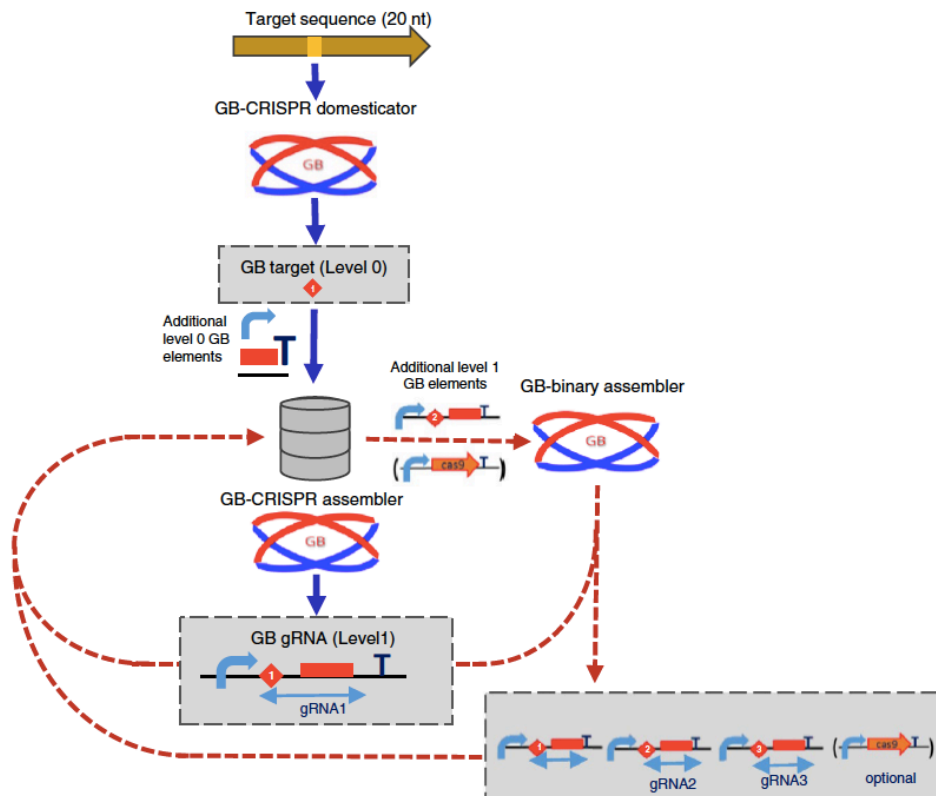 Target sequence (20 nt)
GB-CRISPR domesticator
GB
GB target (Level 0)
1
Additional
level 0 GB
elements
Additional level 1
GB elements
2
cas9
GB-binary assembler
GB
GB-CRISPR assembler
GB
GB gRNA (Level1)
1
gRNA1
1
2
3
cas9
gRNA2
gRNA3
optional